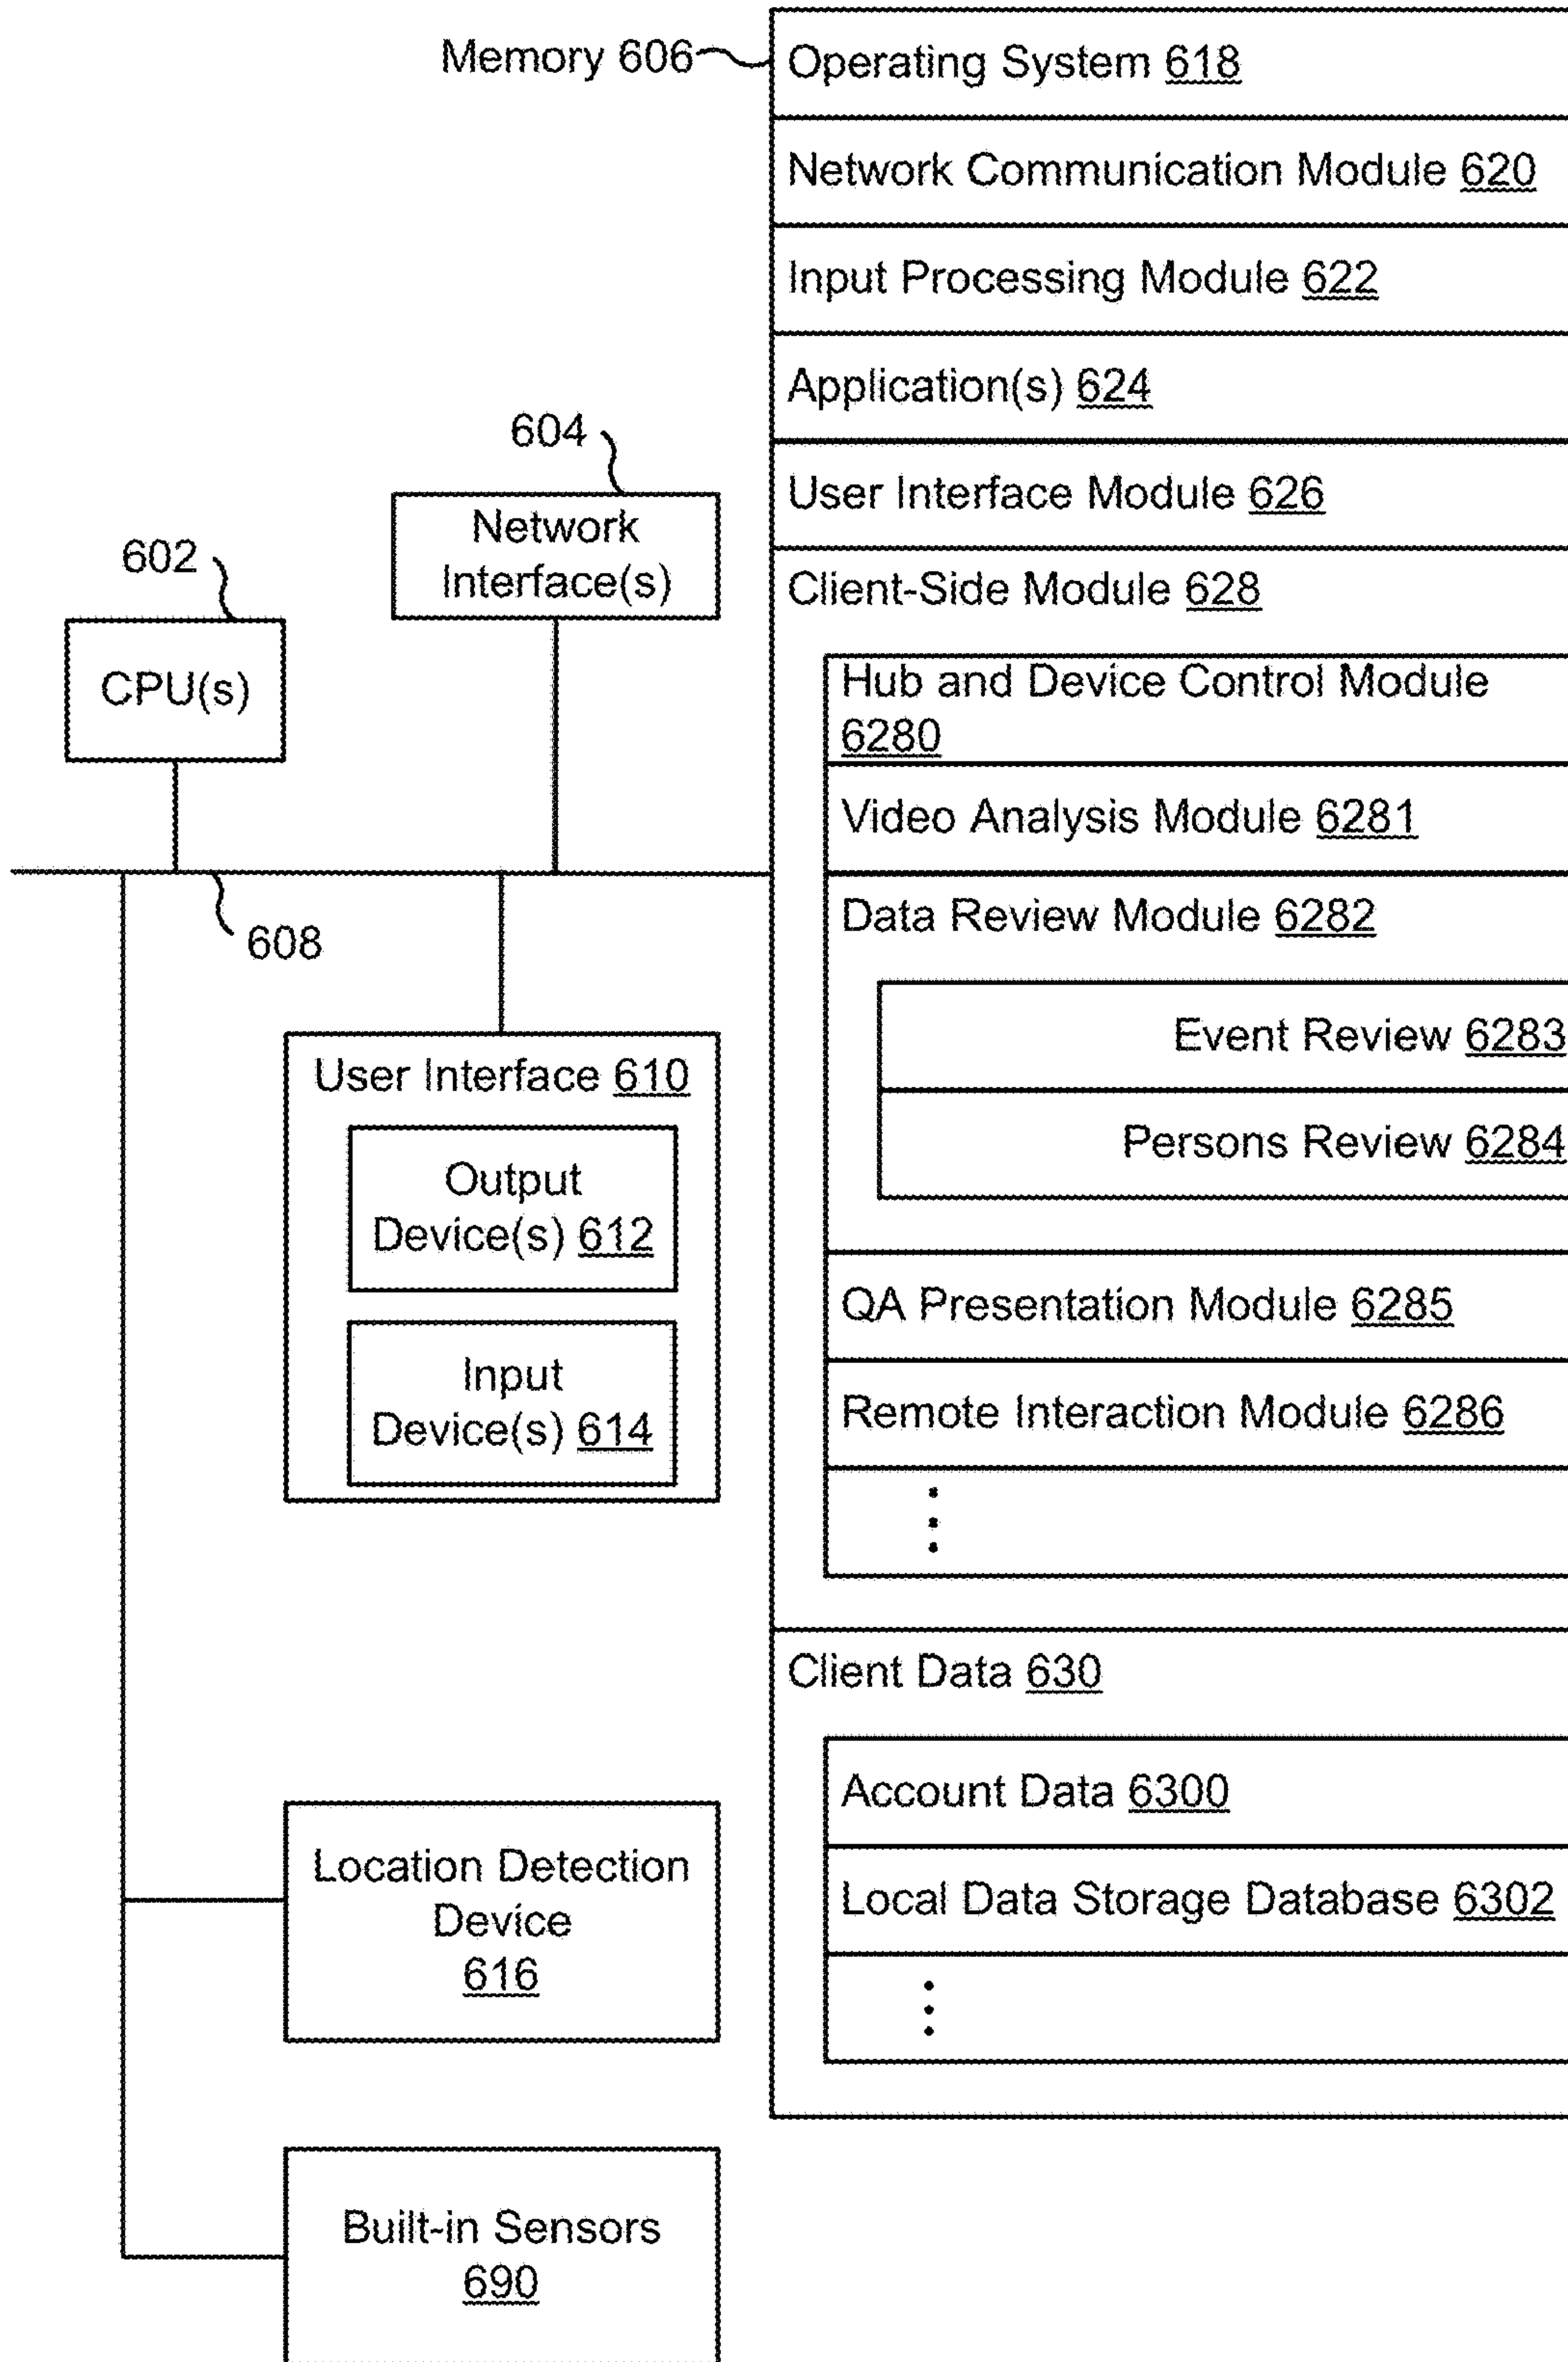 Memory 606
Operating System 618
Network Communication Module 620
Input Processing Module 622
Application(s) 624
User Interface Module 626
Client-Side Module 628
Hub and Device Control Module
6280
Video Analysis Module 6281
Data Review Module 6282
Event Review 6283
Persons Review 6284
QA Presentation Module 6285
Remote Interaction Module 6286
Client Data 630
Account Data 6300
Local Data Storage Database 6302
604
Network
Interface(s)
602
CPU(s)
608
User Interface 610
Output
Device(s) 612
Input
Device(s) 614
Location Detection
Device
616
Built-in Sensors
690